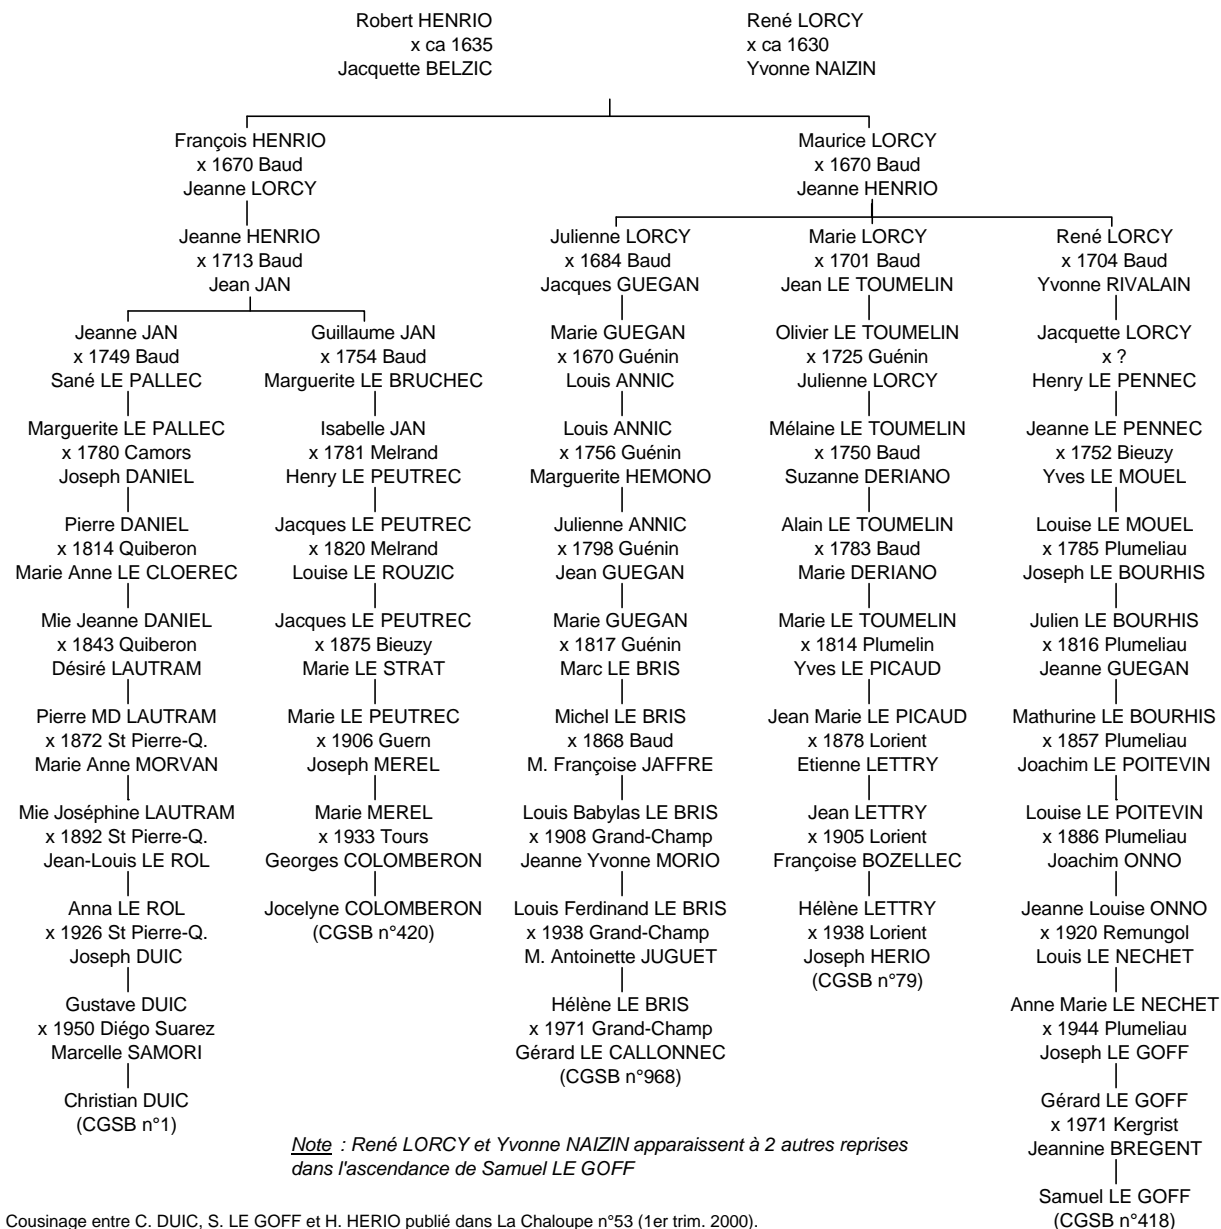 Robert HENRIO
x ca 1635
Jacquette BELZIC
René LORCY
x ca 1630
Yvonne NAIZIN
François HENRIO
x 1670 Baud
Jeanne LORCY
Maurice LORCY
x 1670 Baud
Jeanne HENRIO
Jeanne HENRIO
x 1713 Baud
Jean JAN
Julienne LORCY
x 1684 Baud
Jacques GUEGAN
Marie LORCY
x 1701 Baud
Jean LE TOUMELIN
René LORCY
x 1704 Baud
Yvonne RIVALAIN
Jeanne JAN
x 1749 Baud
Sané LE PALLEC
Guillaume JAN
x 1754 Baud
Marguerite LE BRUCHEC
Marie GUEGAN
x 1670 Guénin
Louis ANNIC
Olivier LE TOUMELIN
x 1725 Guénin
Julienne LORCY
Jacquette LORCY
x ?
Henry LE PENNEC
Marguerite LE PALLEC
x 1780 Camors
Joseph DANIEL
Isabelle JAN
x 1781 Melrand
Henry LE PEUTREC
Louis ANNIC
x 1756 Guénin
Marguerite HEMONO
Mélaine LE TOUMELIN
x 1750 Baud
Suzanne DERIANO
Jeanne LE PENNEC
x 1752 Bieuzy
Yves LE MOUEL
Pierre DANIEL
x 1814 Quiberon
Marie Anne LE CLOEREC
Jacques LE PEUTREC
x 1820 Melrand
Louise LE ROUZIC
Julienne ANNIC
x 1798 Guénin
Jean GUEGAN
Alain LE TOUMELIN
x 1783 Baud
Marie DERIANO
Louise LE MOUEL
x 1785 Plumeliau
Joseph LE BOURHIS
Mie Jeanne DANIEL
x 1843 Quiberon
Désiré LAUTRAM
Jacques LE PEUTREC
x 1875 Bieuzy
Marie LE STRAT
Marie GUEGAN
x 1817 Guénin
Marc LE BRIS
Marie LE TOUMELIN
x 1814 Plumelin
Yves LE PICAUD
Julien LE BOURHIS
x 1816 Plumeliau
Jeanne GUEGAN
Pierre MD LAUTRAM
x 1872 St Pierre-Q.
Marie Anne MORVAN
Marie LE PEUTREC
x 1906 Guern
Joseph MEREL
Michel LE BRIS
x 1868 Baud
M. Françoise JAFFRE
Jean Marie LE PICAUD
x 1878 Lorient
Etienne LETTRY
Mathurine LE BOURHIS
x 1857 Plumeliau
Joachim LE POITEVIN
Mie Joséphine LAUTRAM
x 1892 St Pierre-Q.
Jean-Louis LE ROL
Marie MEREL
x 1933 Tours
Georges COLOMBERON
Louis Babylas LE BRIS
x 1908 Grand-Champ
Jeanne Yvonne MORIO
Jean LETTRY
x 1905 Lorient
Françoise BOZELLEC
Louise LE POITEVIN
x 1886 Plumeliau
Joachim ONNO
Anna LE ROL
x 1926 St Pierre-Q.
Joseph DUIC
Jocelyne COLOMBERON
(CGSB n°420)
Louis Ferdinand LE BRIS
x 1938 Grand-Champ
M. Antoinette JUGUET
Hélène LETTRY
x 1938 Lorient
Joseph HERIO
(CGSB n°79)
Jeanne Louise ONNO
x 1920 Remungol
Louis LE NECHET
Gustave DUIC
x 1950 Diégo Suarez
Marcelle SAMORI
Hélène LE BRIS
x 1971 Grand-Champ
Gérard LE CALLONNEC
(CGSB n°968)
Anne Marie LE NECHET
x 1944 Plumeliau
Joseph LE GOFF
Christian DUIC
(CGSB n°1)
Gérard LE GOFF
x 1971 Kergrist
Jeannine BREGENT
Note : René LORCY et Yvonne NAIZIN apparaissent à 2 autres reprises
dans l'ascendance de Samuel LE GOFF
Samuel LE GOFF
(CGSB n°418)
Cousinage entre C. DUIC, S. LE GOFF et H. HERIO publié dans La Chaloupe n°53 (1er trim. 2000).